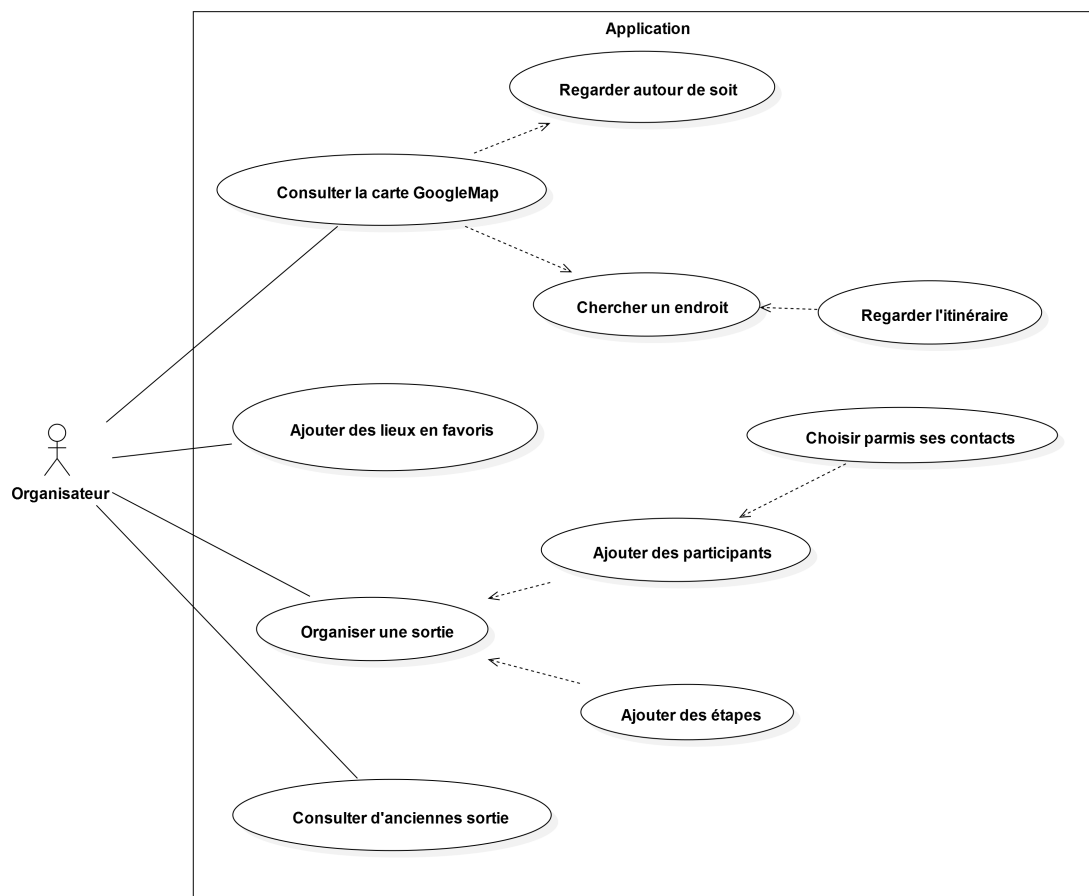 Application
Regarder autour de soit
Consulter la carte GoogleMap
Chercher un endroit
Regarder l'itinéraire
Ajouter des lieux en favoris
Choisir parmis ses contacts
Organisateur
Ajouter des participants
Organiser une sortie
Ajouter des étapes
Consulter d'anciennes sortie